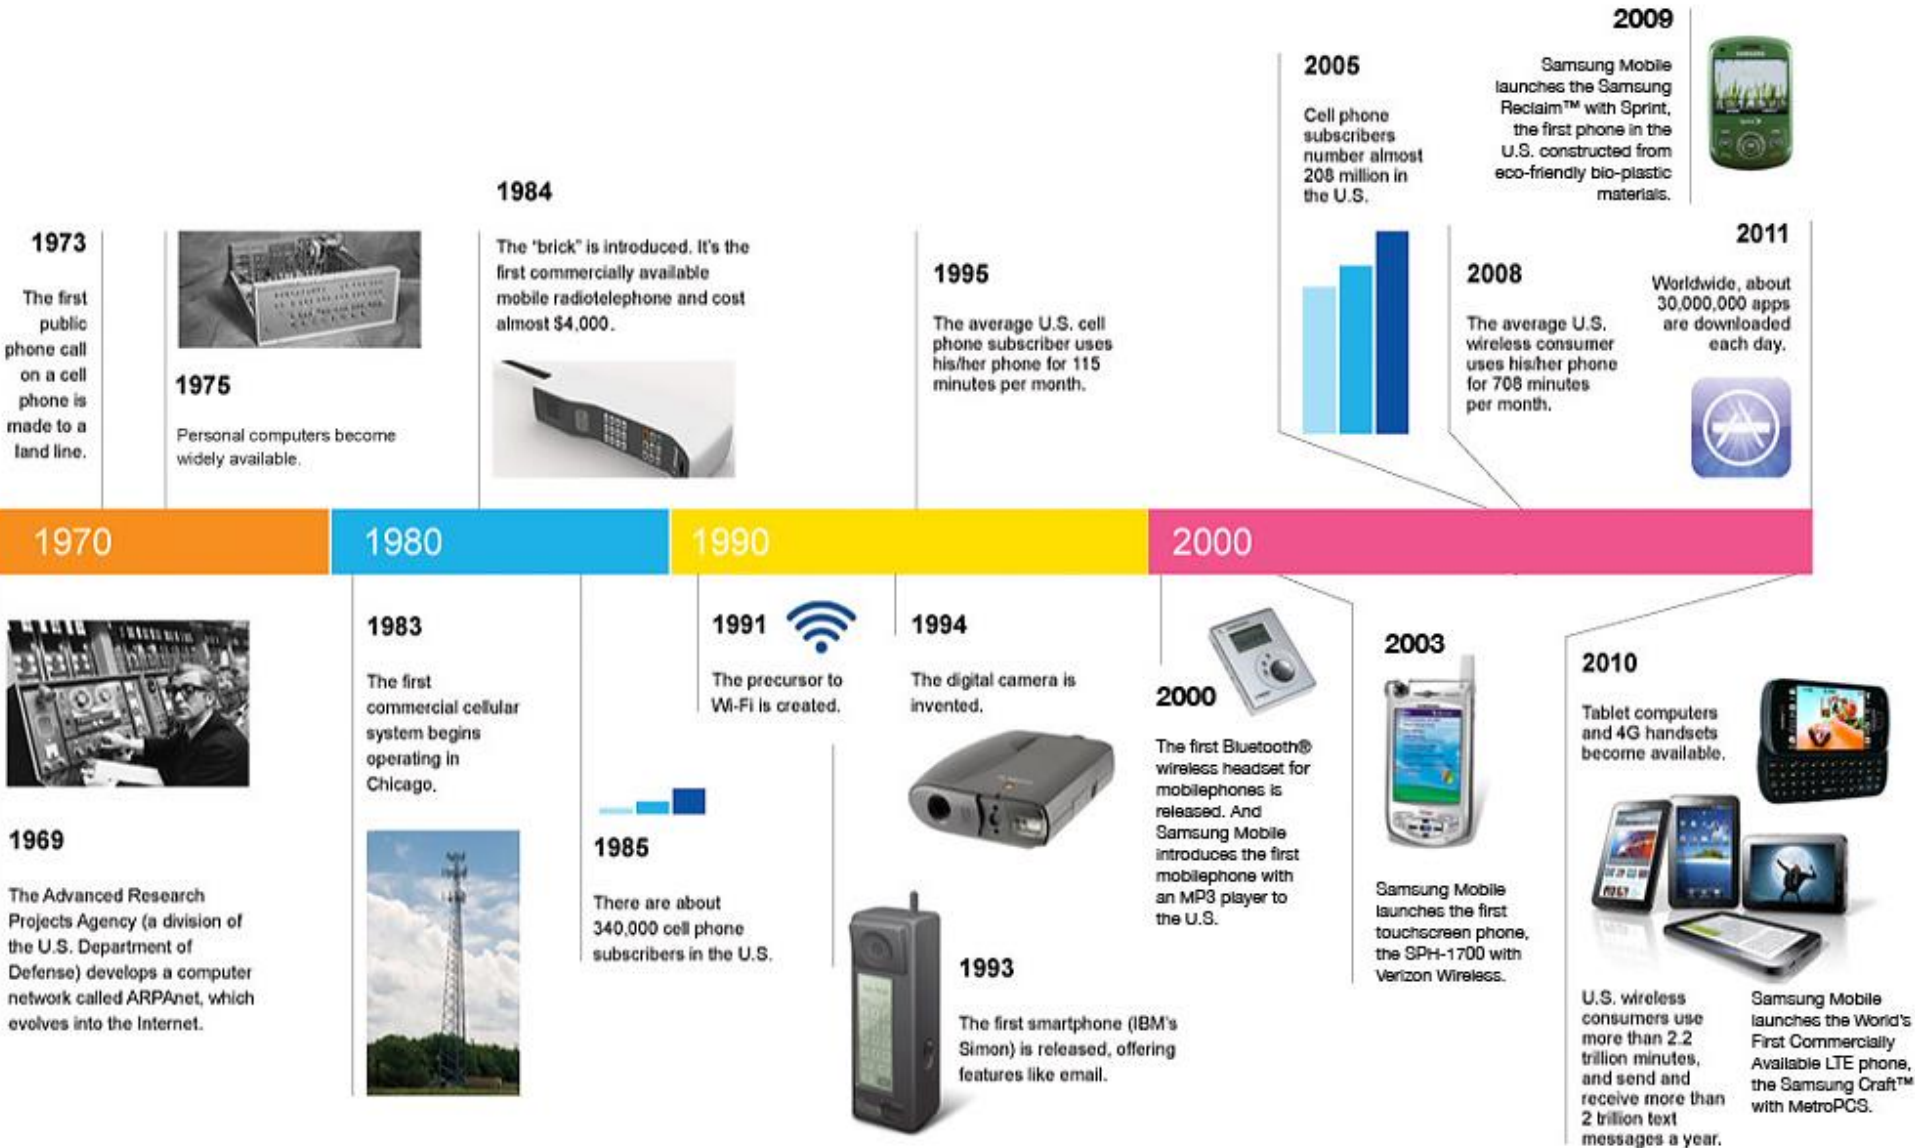 2009
Samsung Mobile
launches the Samsung
Reclaim™ with Sprint,
the first phone in the
U.S. constructed from
eco-friendly bio-plastic
materials.
2005
Cell phone
subscribers
number almost
208 million in
the U.S.
1984
The "brick" is introduced. It's the
first commercially available
mobile radiotelephone and cost
almost $4,000.
1973
The first
public
phone call
on a cell
phone is
made to a
land line.
1975
Personal computers become
widely available.
1995
The average U.S. cell
phone subscriber uses
his/her phone for 115
minutes per month.
2008
The average U.S.
wireless consumer
uses his/her phone
for 708 minutes
per month.
2011
Worldwide, about
30,000,000 apps
are downloaded
each day.
1970
1980
1990
2000
1969
The Advanced Research
Projects Agency (a division of
the U.S. Department of
Defense) develops a computer
network called ARPAnet, which
evolves into the Internet.
1983
The first
commercial cellular
system begins
operating in
Chicago.
1985
There are about
340,000 cell phone
subscribers in the U.S.
1991
The precursor to
Wi-Fi is created.
1994
The digital camera is
invented.
1993
The first smartphone (IBM's
Simon) is released, offering
features like email.
2000
The first Bluetooth®
wireless headset for
mobilephones is
released. And
Samsung Mobile
introduces the first
mobilephone with
an MP3 player to
the U.S.
2003
Samsung Mobile
launches the first
touchscreen phone,
the SPH-1700 with
Verizon Wireless.
2010
Tablet computers
and 4G handsets
become available.
U.S. wireless
consumers use
more than 2.2
trillion minutes,
and send and
receive more than
2 trillion text
messages a year.
Samsung Mobile
launches the World's
First Commercially
Available LTE phone,
the Samsung Craft™
with MetroPCS.